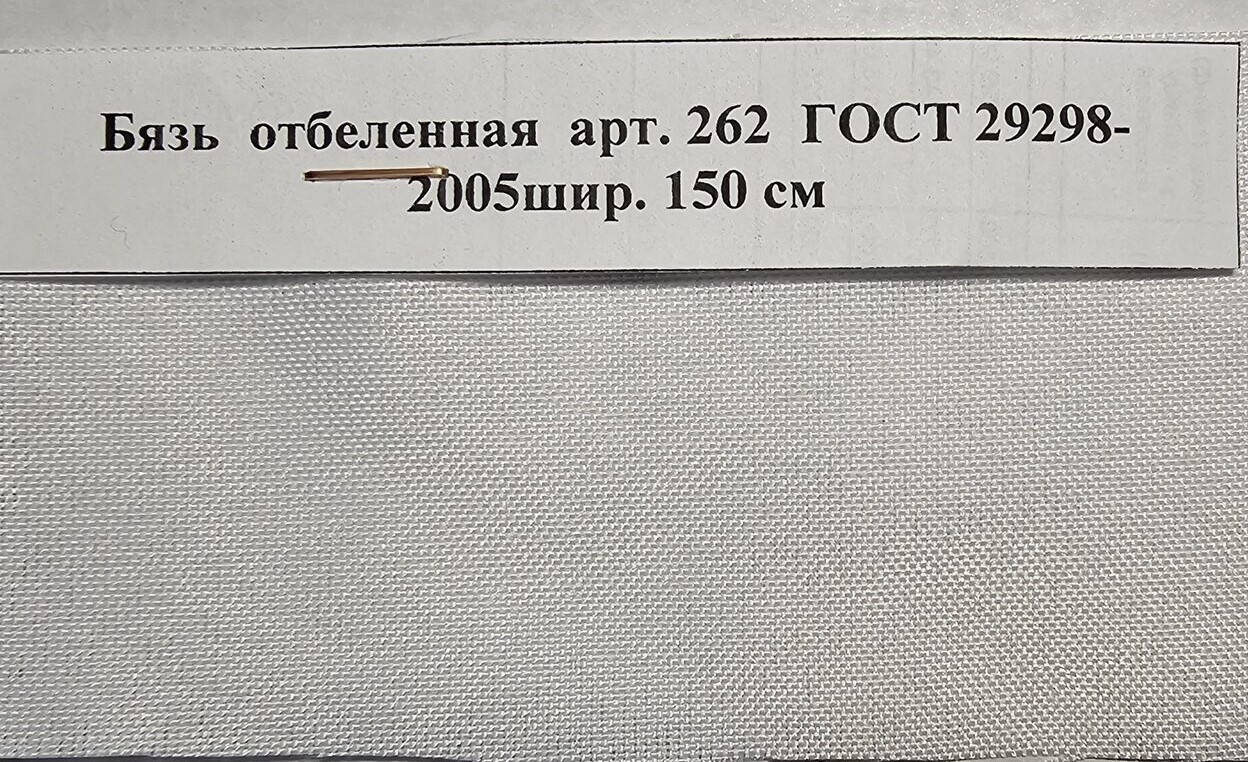 Бязь отбеленная арт. 262 ГОСТ 29298-
2005шир. 150 см